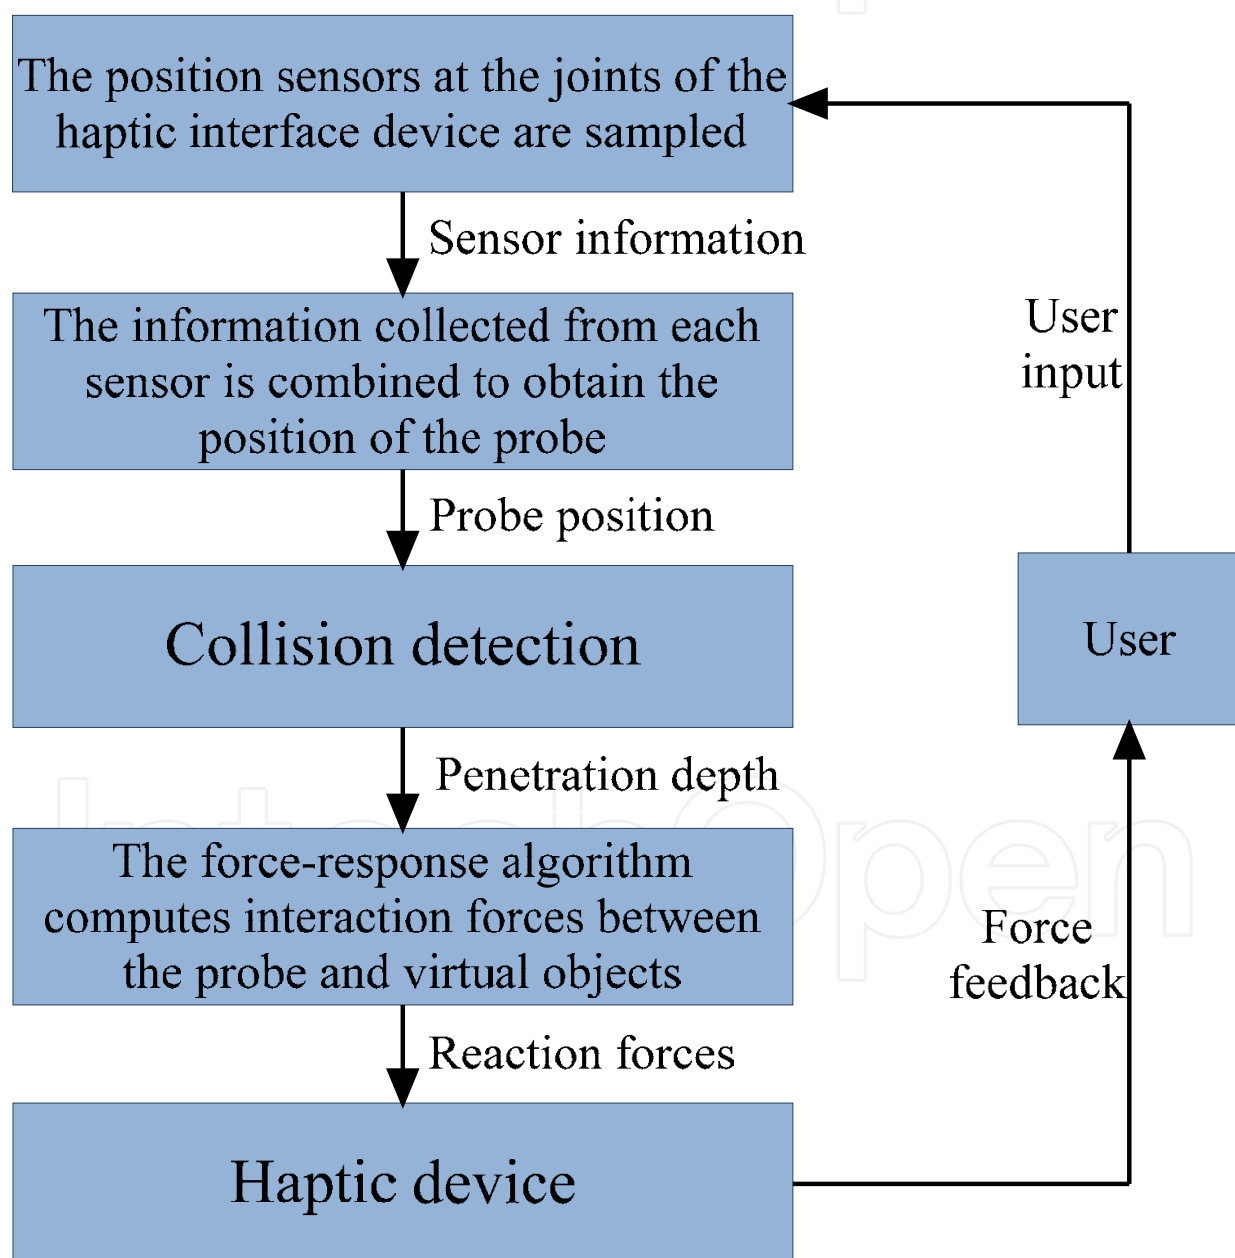 The position sensors at the joints of the
haptic interface device are sampled
Sensor information
The information collected from each
sensor is combined to obtain the
position of the probe
Probe position
Collision detection
Penetration depth
The force-response algorithm
computes interaction forces between
the probe and virtual objects
Reaction forces
Haptic device
Force
feedback
User
User
input
IntechOpen